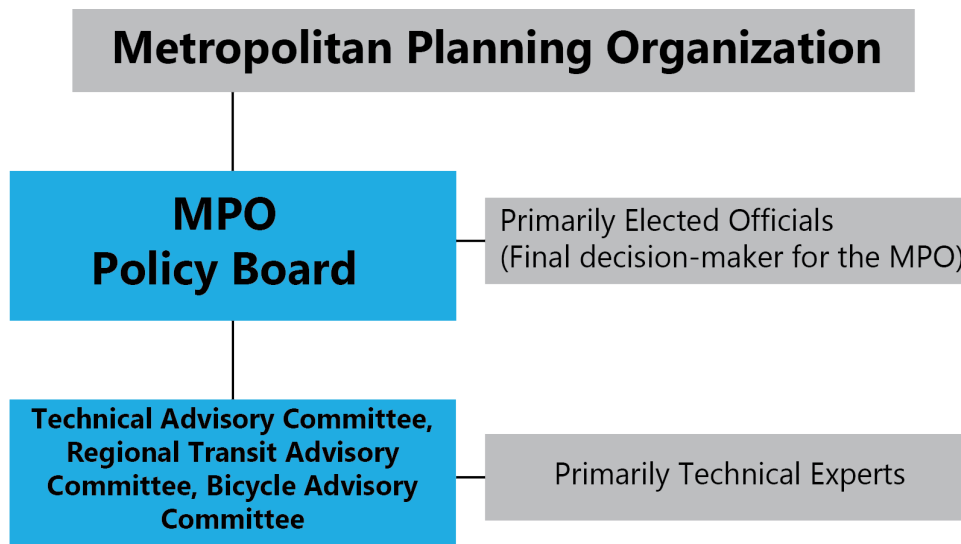 Metropolitan Planning Organization
MPO
Policy Board
Primarily Elected Officials
(Final decision-maker for the MPO)
Technical Advisory Committee,
Regional Transit Advisory
Committee, Bicycle Advisory
Committee
Primarily Technical Experts